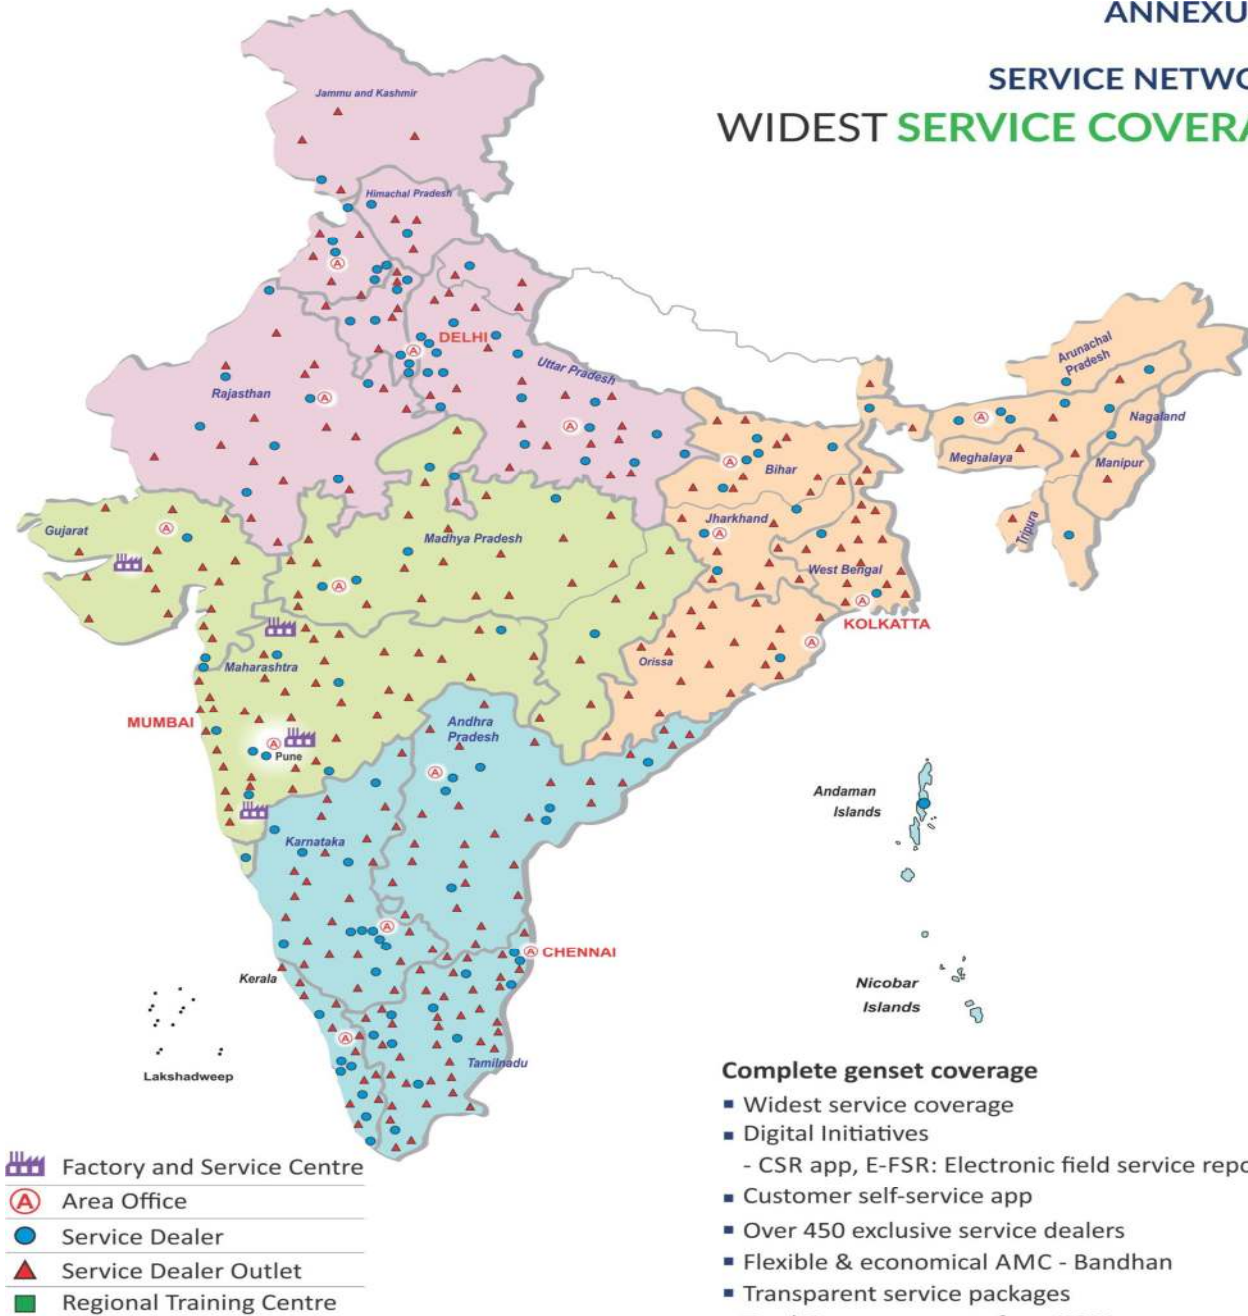 ANNEXU
SERVICE NETWO
WIDEST SERVICE COVERA
Jammu and Kashmir
Himachal Pradesh
DELHI
Uttar Pradesh
Rajasthan
Arunachal
Pradesh
Nagaland
Meghalaya
Manipur
Bihar
Tripura
Gujarat
Madhya Pradesh
Jharkhand
West Bengal
KOLKATTA
Orissa
Maharashtra
MUMBAI
Pune
Andhra
Pradesh
Andaman
Islands
Karnataka
CHENNAI
Kerala
Nicobar
Islands
Lakshadweep
Tamilnadu
Complete genset coverage
▪ Widest service coverage
▪ Digital Initiatives
- CSR app, E-FSR: Electronic field service repo
▪ Customer self-service app
▪ Over 450 exclusive service dealers
▪ Flexible & economical AMC - Bandhan
▪ Transparent service packages
Factory and Service Centre
A Area Office
Service Dealer
Service Dealer Outlet
Regional Training Centre